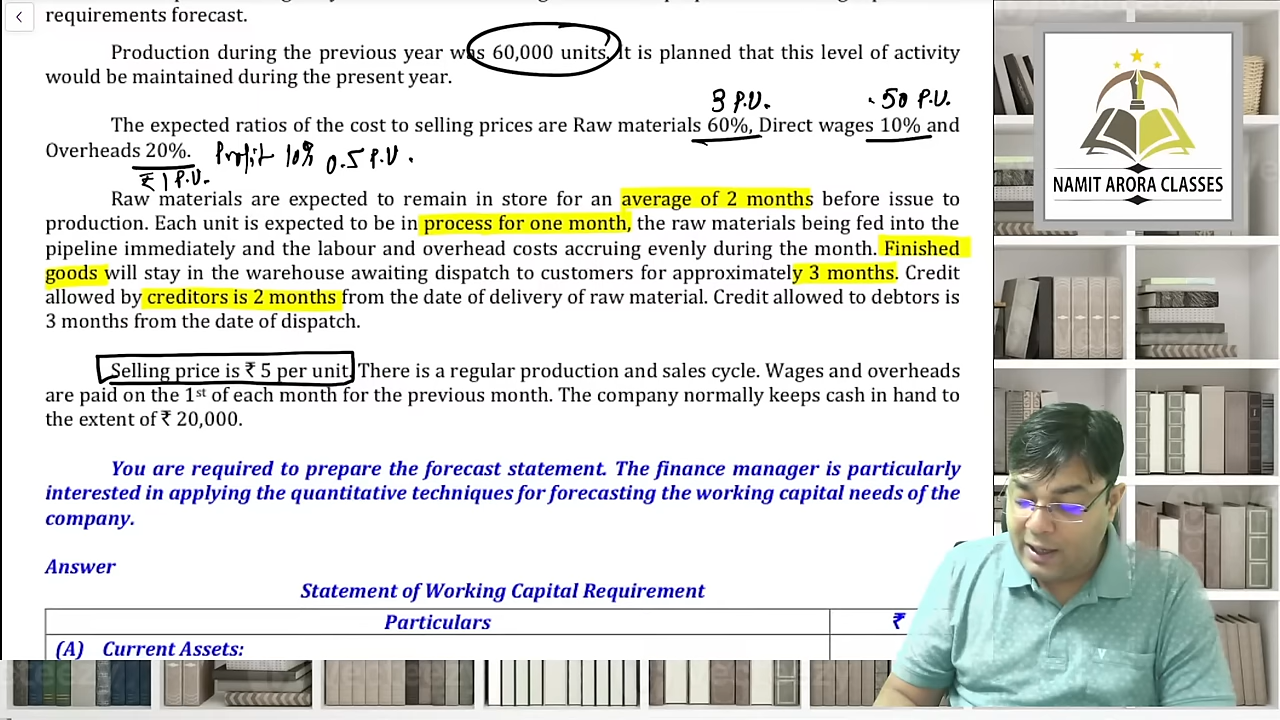 requirements forecast.
Production during the previous year was 60,000 units. It is planned that this level of activity
would be maintained during the present year.
3 P.U. .50 P.U.
The expected ratios of the cost to selling prices are Raw materials 60%, Direct wages 10% and
Overheads 20%. Profit 10% 0.5 P.U.
₹1 P.U.
Raw materials are expected to remain in store for an average of 2 months before issue to
production. Each unit is expected to be in process for one month, the raw materials being fed into the
pipeline immediately and the labour and overhead costs accruing evenly during the month. Finished
goods will stay in the warehouse awaiting dispatch to customers for approximately 3 months. Credit
allowed by creditors is 2 months from the date of delivery of raw material. Credit allowed to debtors is
3 months from the date of dispatch.
Selling price is ₹ 5 per unit. There is a regular production and sales cycle. Wages and overheads
are paid on the 1st of each month for the previous month. The company normally keeps cash in hand to
the extent of ₹ 20,000.
You are required to prepare the forecast statement. The finance manager is particularly
interested in applying the quantitative techniques for forecasting the working capital needs of the
company.
Answer
Statement of Working Capital Requirement
Particulars ₹
(A) Current Assets:
NAMIT ARORA CLASSES